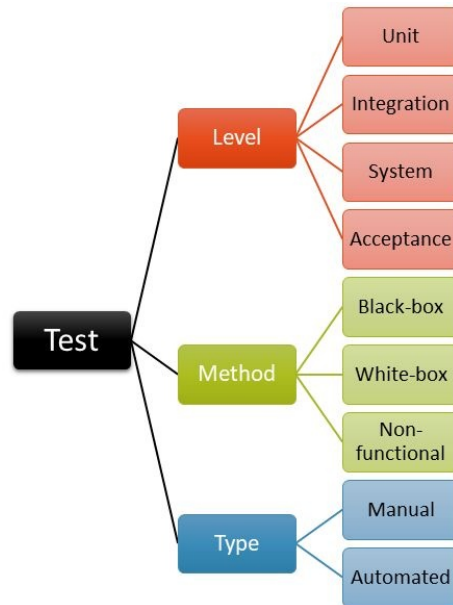 Test
Level
Unit
Integration
System
Acceptance
Method
Black-box
White-box
Non-
functional
Type
Manual
Automated